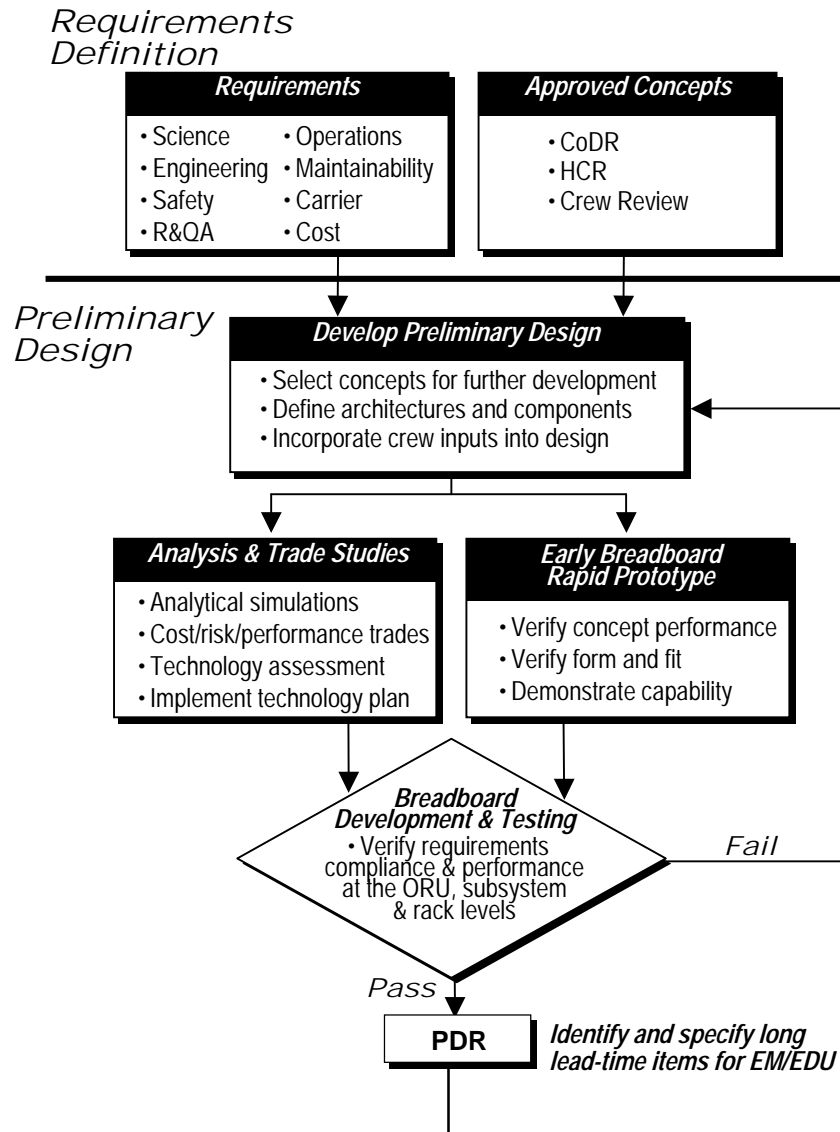 Requirements
Definition
Requirements
• Science
• Engineering
• Safety
• R&QA
• Operations
• Maintainability
• Carrier
• Cost
Approved Concepts
• CoDR
• HCR
• Crew Review
Preliminary
Design
Develop Preliminary Design
• Select concepts for further development
• Define architectures and components
• Incorporate crew inputs into design
Analysis & Trade Studies
• Analytical simulations
• Cost/risk/performance trades
• Technology assessment
• Implement technology plan
Early Breadboard
Rapid Prototype
• Verify concept performance
• Verify form and fit
• Demonstrate capability
Breadboard
Development & Testing
• Verify requirements
compliance & performance
at the ORU, subsystem
& rack levels
Fail
Pass
PDR
Identify and specify long
lead-time items for EM/EDU